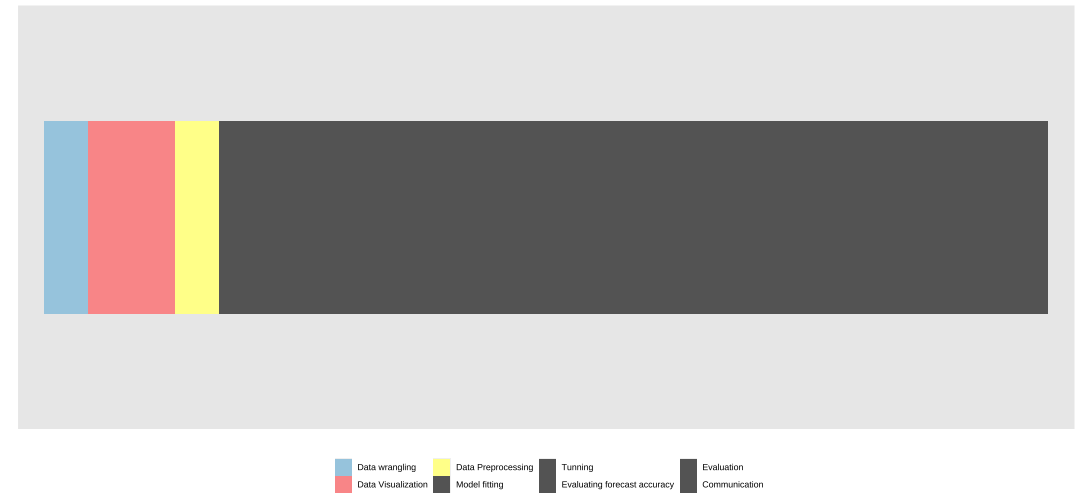 Data wrangling
Data Visualization
Data Preprocessing
Model fitting
Tunning
Evaluating forecast accuracy
Evaluation
Communication